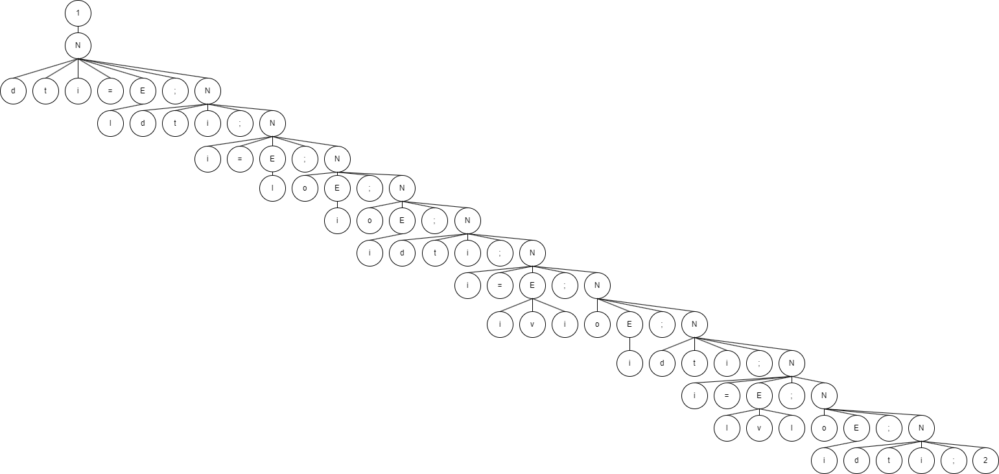 1
N
d t i = E ; N
l d t i ; N
i = E ; N
l o E ; N
i o E ; N
i d t i ; N
i = E ; N
i v i o E ; N
i d t i ; N
i = E ; N
l v l o E ; N
i d t i ; 2